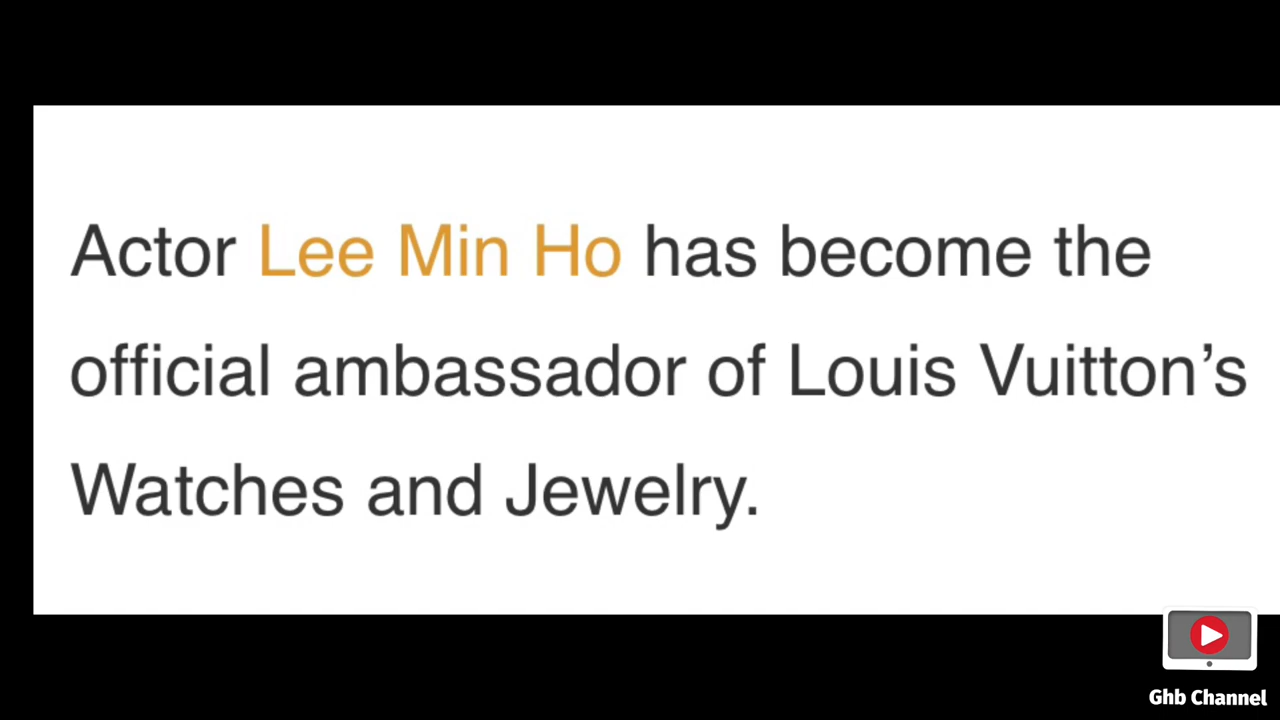 Actor Lee Min Ho has become the
official ambassador of Louis Vuitton’s
Watches and Jewelry.
Ghb Channel